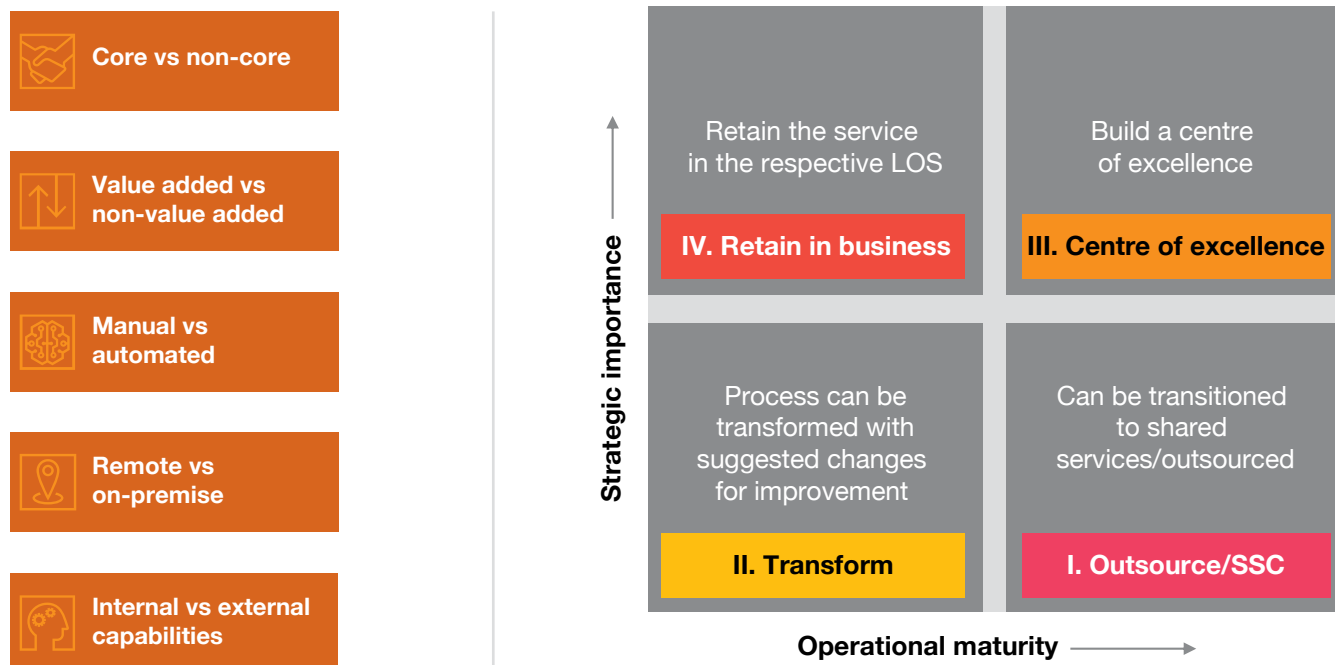 Core vs non-core
Value added vs
non-value added
Manual vs
automated
Remote vs
on-premise
Internal vs external
capabilities
Strategic importance
Retain the service
in the respective LOS
IV. Retain in business
Build a centre
of excellence
III. Centre of excellence
Process can be
transformed with
suggested changes
for improvement
II. Transform
Can be transitioned
to shared
services/outsourced
I. Outsource/SSC
Operational maturity